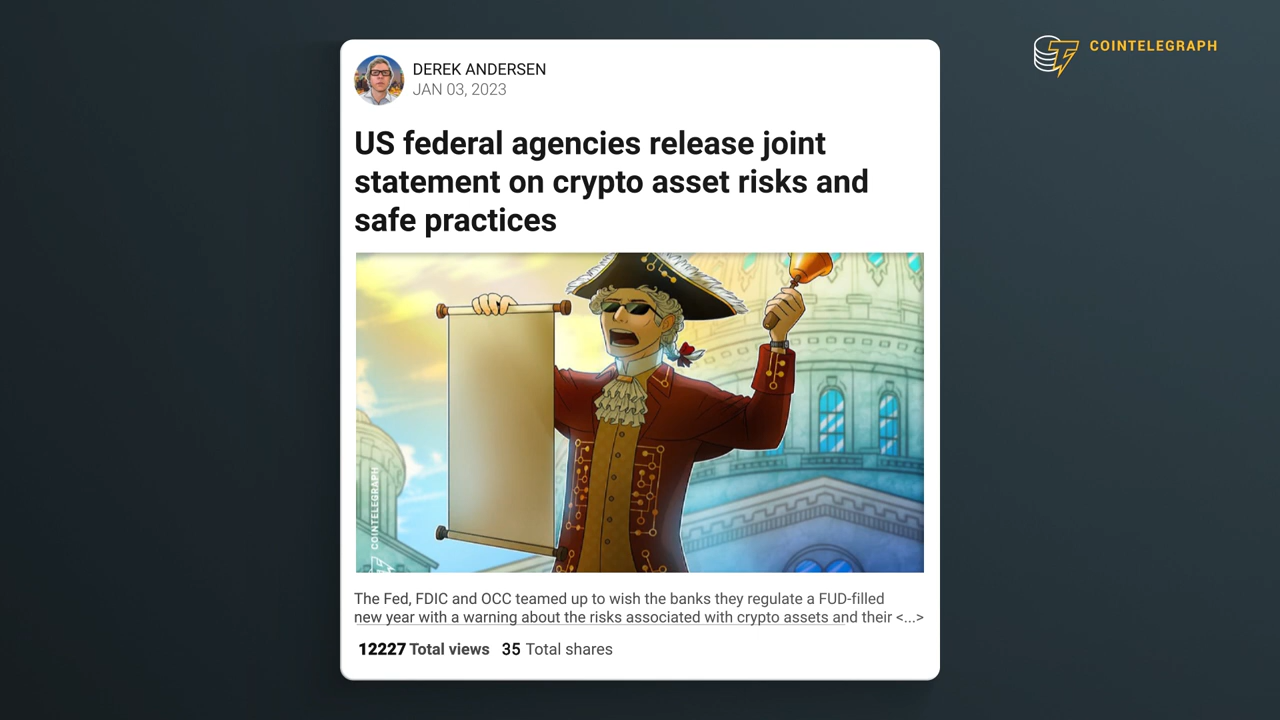 COINTELEGRAPH
DEREK ANDERSEN
JAN 03, 2023
US federal agencies release joint
statement on crypto asset risks and
safe practices
COINTELEGRAPH
The Fed, FDIC and OCC teamed up to wish the banks they regulate a FUD-filled
new year with a warning about the risks associated with crypto assets and their <...>
12227 Total views 35 Total shares